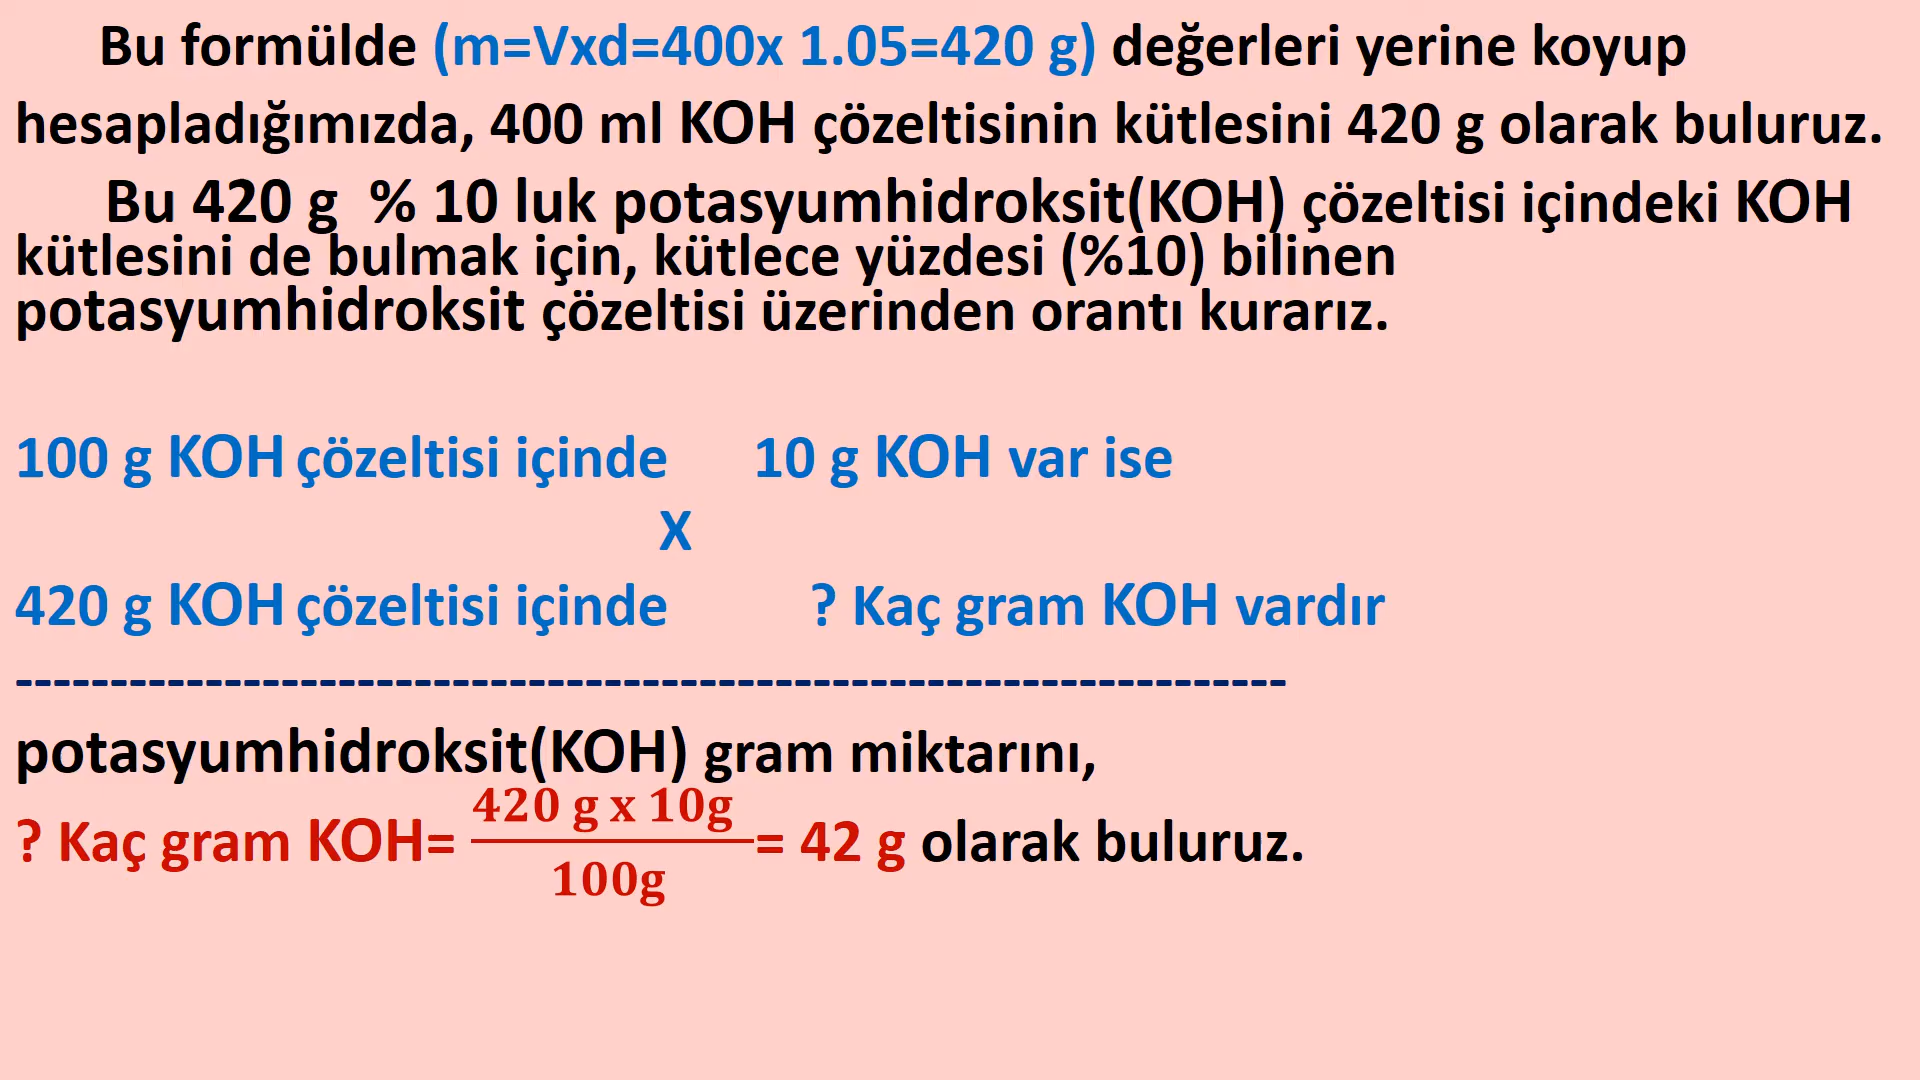 Bu formülde (m=Vxd=400x 1.05=420 g) değerleri yerine koyup
hesapladığımızda, 400 ml KOH çözeltisinin kütlesini 420 g olarak buluruz.
Bu 420 g % 10 luk potasyumhidroksit(KOH) çözeltisi içindeki KOH
kütlesini de bulmak için, kütlece yüzdesi (%10) bilinen
potasyumhidroksit çözeltisi üzerinden orantı kurarız.
100 g KOH çözeltisi içinde 10 g KOH var ise
X
420 g KOH çözeltisi içinde ? Kaç gram KOH vardır
-------------------------------------------------------------------
potasyumhidroksit(KOH) gram miktarını,
420 g x 10g
? Kaç gram KOH= = 42 g olarak buluruz.
100g